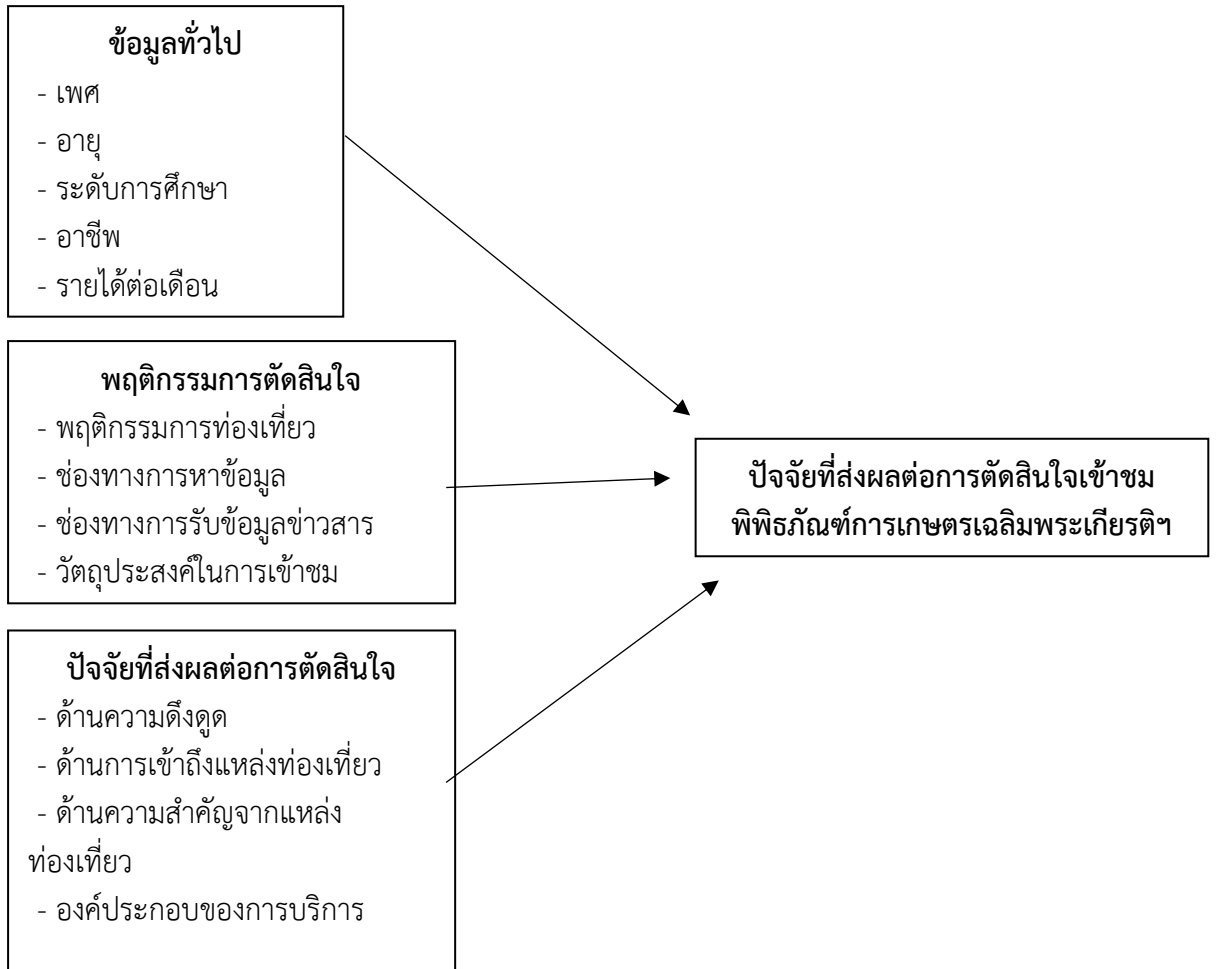 ข้อมูลทั่วไป
- เพศ
- อายุ
- ระดับการศึกษา
- อาชีพ
- รายได้ต่อเดือน
พฤติกรรมการตัดสินใจ
- พฤติกรรมการท่องเที่ยว
- ช่องทางการหาข้อมูล
- ช่องทางการรับข้อมูลข่าวสาร
- วัตถุประสงค์ในการเข้าชม
ปัจจัยที่ส่งผลต่อการตัดสินใจ
- ด้านความดึงดูด
- ด้านการเข้าถึงแหล่งท่องเที่ยว
- ด้านความสำคัญจากแหล่ง
ท่องเที่ยว
- องค์ประกอบของการบริการ
ปัจจัยที่ส่งผลต่อการตัดสินใจเข้าชม
พิพิธภัณฑ์การเกษตรเฉลิมพระเกียรติฯ